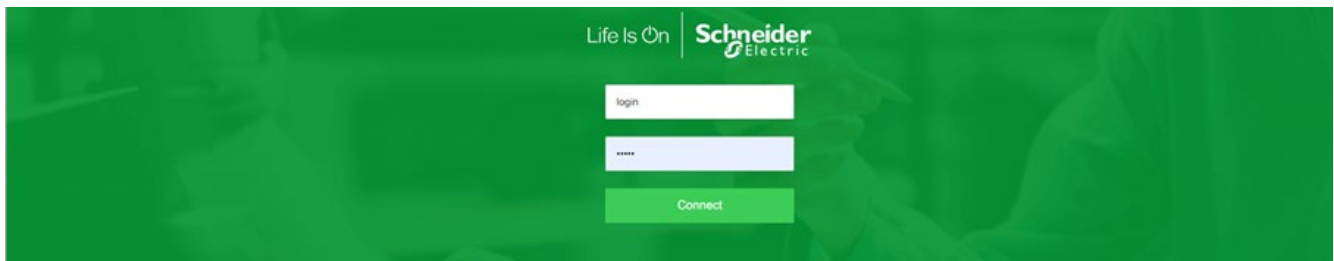 Life Is On
Schneider
Electric
login
•••••
Connect